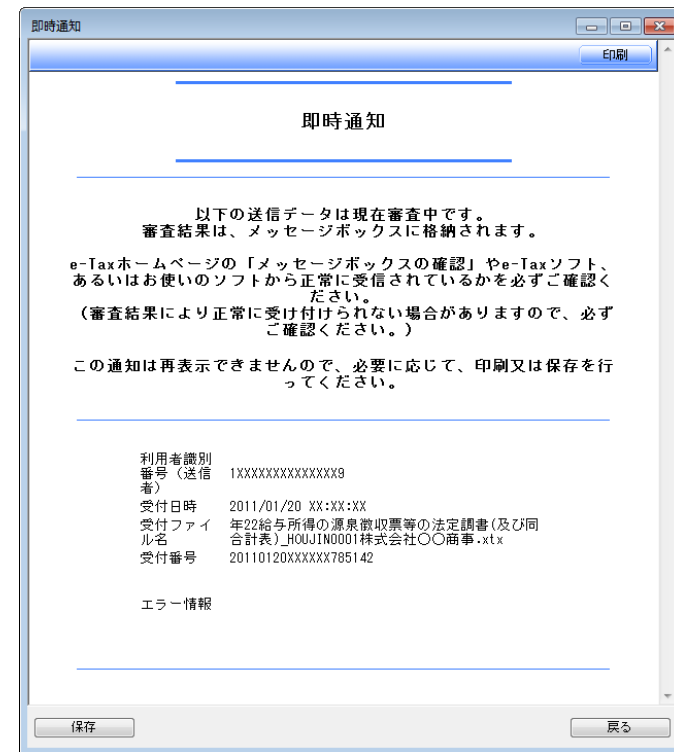 即時通知
印刷
即時通知
以下の送信データは現在審査中です。
審査結果は、メッセージボックスに格納されます。
e-Taxホームページの「メッセージボックスの確認」やe-Taxソフト、
あるいはお使いのソフトから正常に受信されているかを必ずご確認く
ださい。
（審査結果により正常に受け付けられない場合がありますので、必ず
ご確認ください。）
この通知は再表示できませんので、必要に応じて、印刷又は保存を行
ってください。
利用者識別
番号（送信
者）
1XXXXXXXXXXXXXX9
受付日時 2011/01/20 XX:XX:XX
受付ファイ
ル名
年22給与所得の源泉徴収票等の法定調書(及び同
合計表)_HOUJIN0001株式会社〇〇商事.xtx
受付番号 20110120XXXXXX785142
エラー情報
保存
戻る